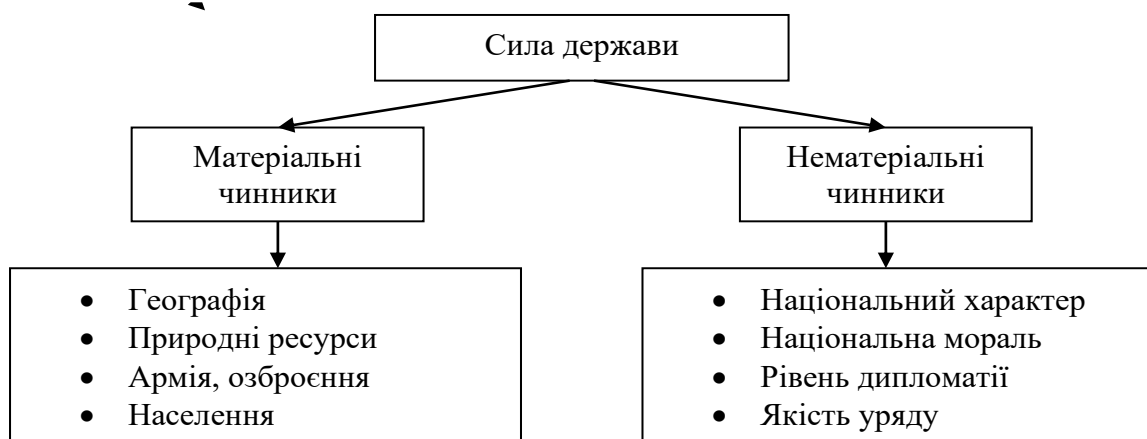 Сила держави
Матеріальні
чинники
Нематеріальні
чинники
• Географія
• Природні ресурси
• Армія, озброєння
• Населення
• Національний характер
• Національна мораль
• Рівень дипломатії
• Якість уряду